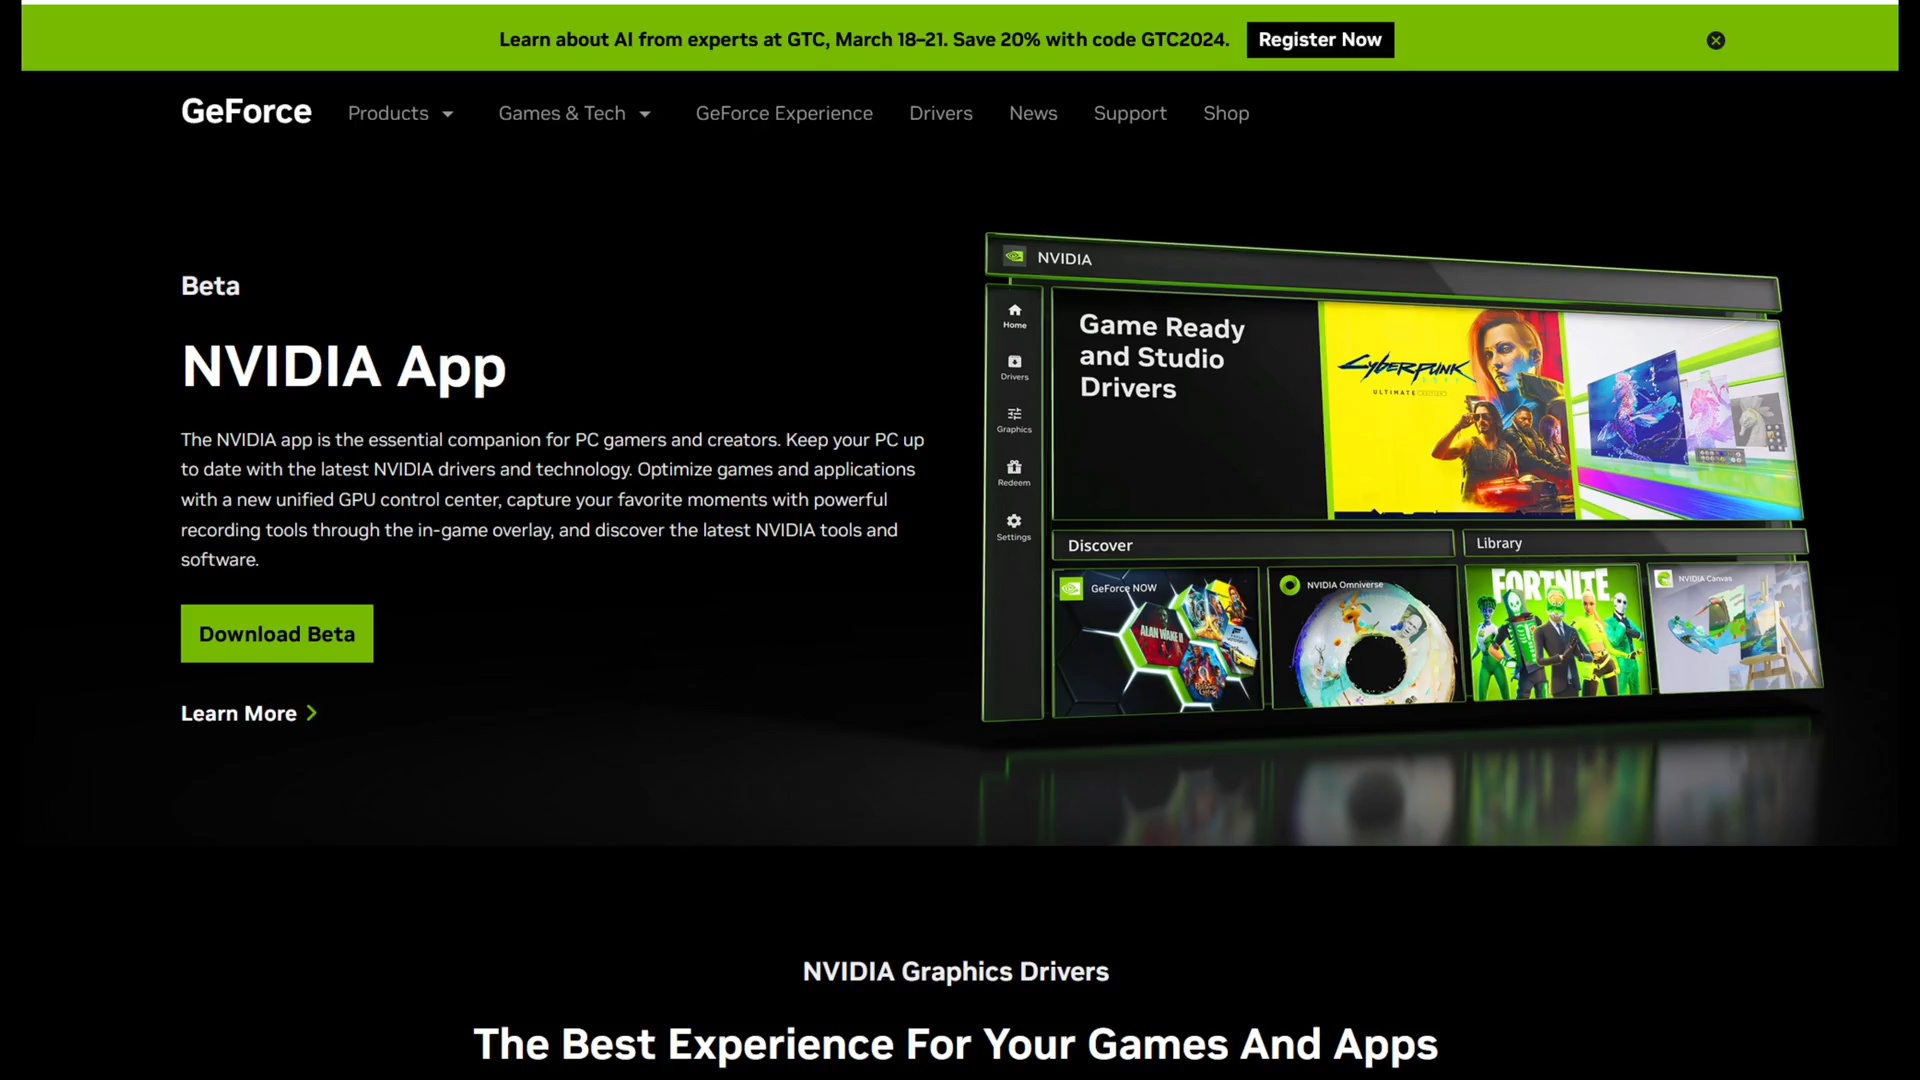 Learn about AI from experts at GTC, March 18–21. Save 20% with code GTC2024. Register Now
GeForce Products Games & Tech GeForce Experience Drivers News Support Shop
Beta
NVIDIA App
The NVIDIA app is the essential companion for PC gamers and creators. Keep your PC up
to date with the latest NVIDIA drivers and technology. Optimize games and applications
with a new unified GPU control center, capture your favorite moments with powerful
recording tools through the in-game overlay, and discover the latest NVIDIA tools and
software.
Download Beta
Learn More
NVIDIA
Home
Drivers
Graphics
Redeem
Settings
Game Ready
and Studio
Drivers
CYBERPUNK
ULTIMATE
Discover
Library
GeForce NOW
ALAN WAKE II
NVIDIA Omniverse
FORTNITE
NVIDIA Canvas
NVIDIA Graphics Drivers
The Best Experience For Your Games And Apps